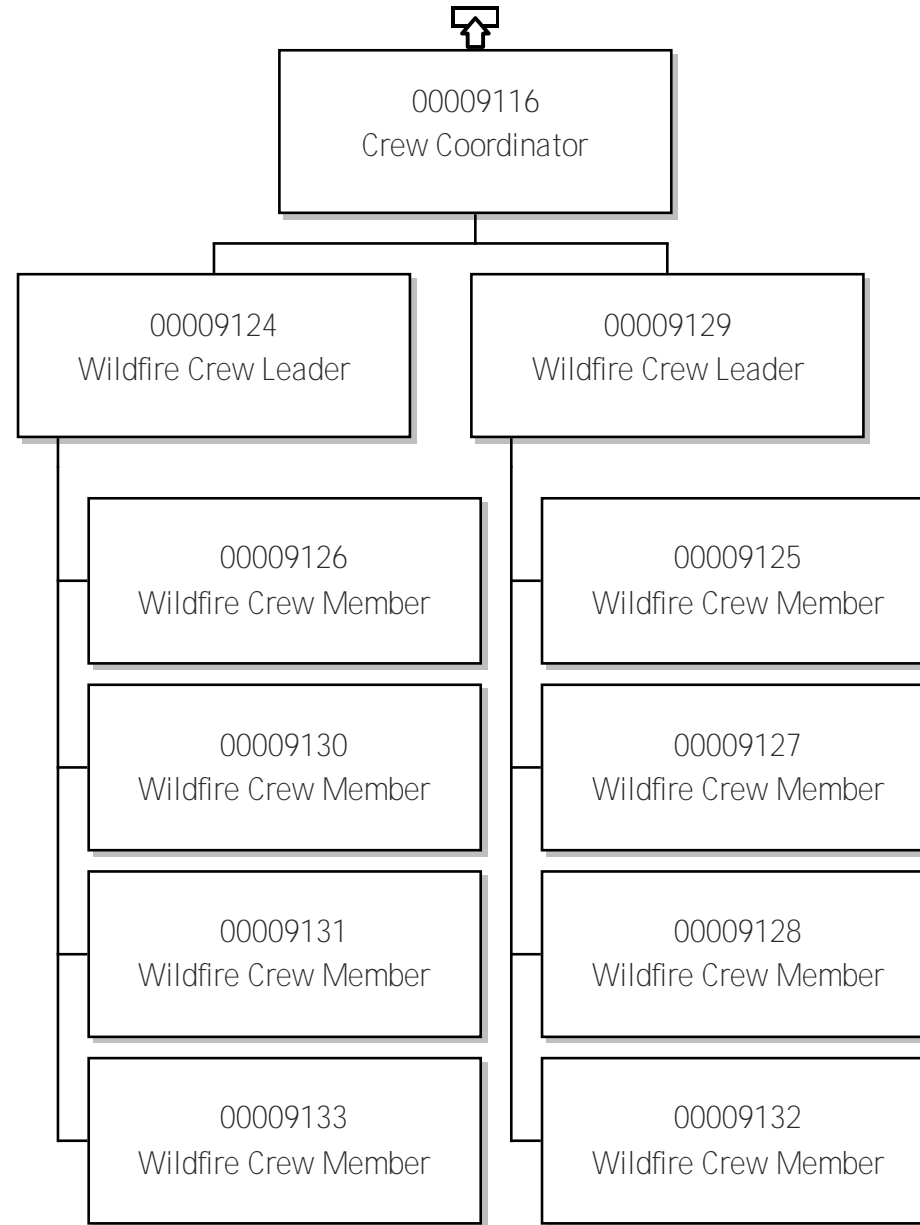 00009116
Crew Coordinator
00009124
Wildfire Crew Leader
00009129
Wildfire Crew Leader
00009126
Wildfire Crew Member
00009130
Wildfire Crew Member
00009131
Wildfire Crew Member
00009133
Wildfire Crew Member
00009125
Wildfire Crew Member
00009127
Wildfire Crew Member
00009128
Wildfire Crew Member
00009132
Wildfire Crew Member